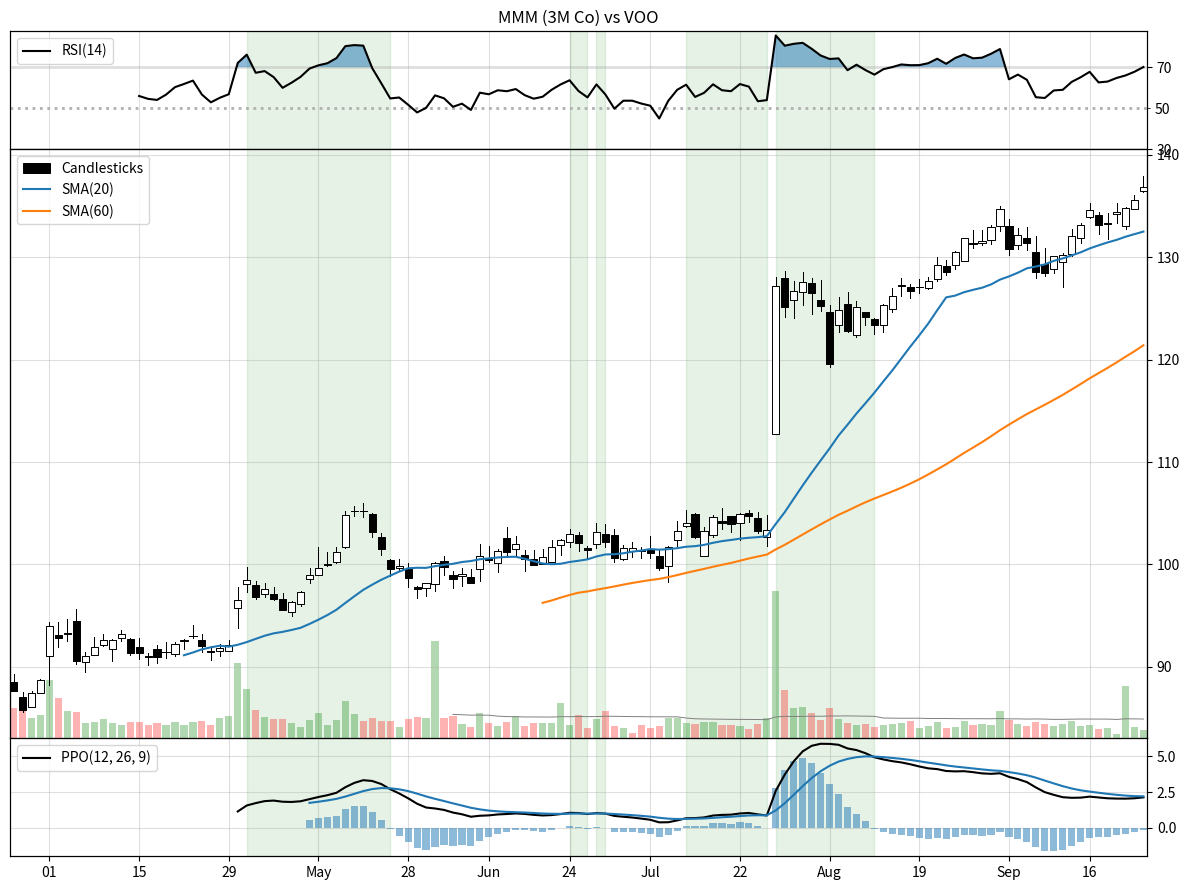 MMM (3M Co) vs VOO
RSI(14)
70
50
30
30
Candlesticks
SMA(20)
SMA(60)
140
130
120
110
100
90
PPO(12, 26, 9)
5.0
2.5
0.0
01 15 29 May 28 Jun 24 Jul 22 Aug 19 Sep 16